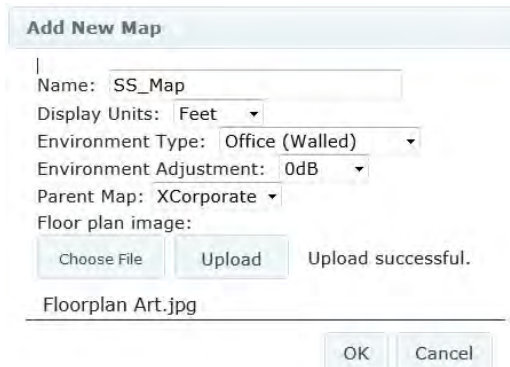 Add New Map
Name: SS_Map
Display Units: Feet
Environment Type: Office (Walled)
Environment Adjustment: 0dB
Parent Map: XCorporate
Floor plan image:
Choose File Upload Upload successful.
Floorplan Art.jpg
OK Cancel